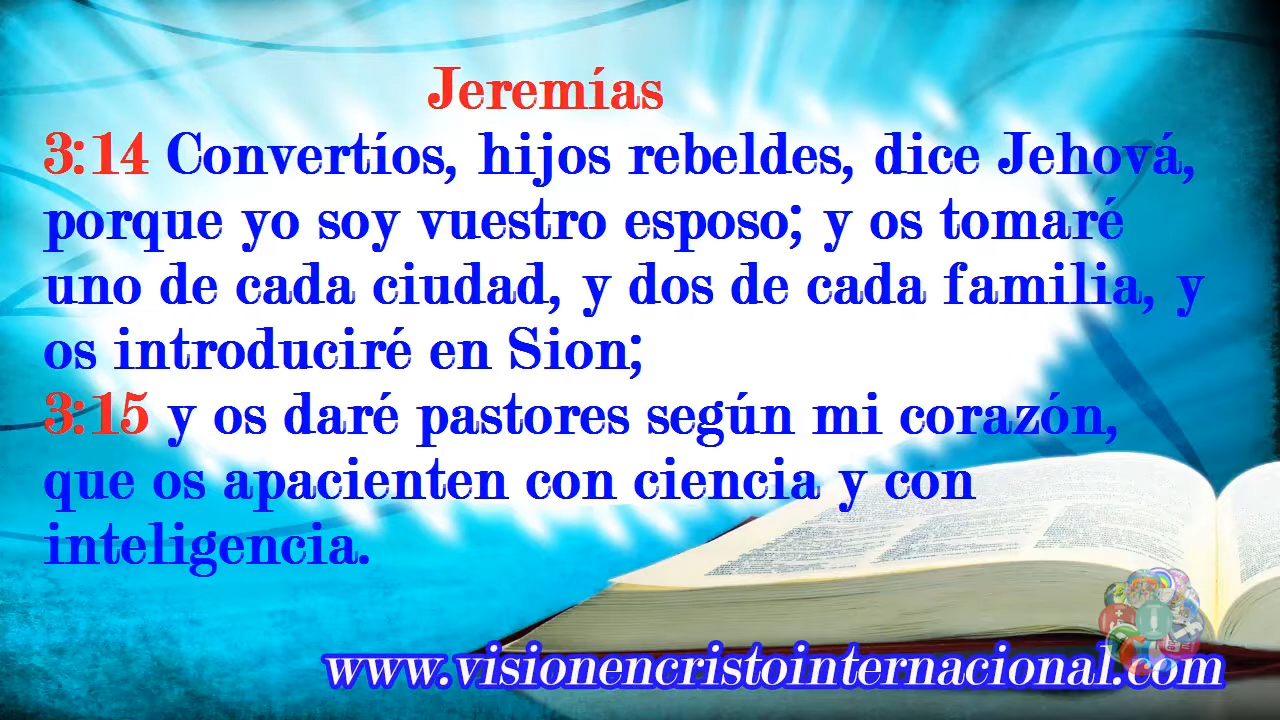 Jeremías
3:14 Convertíos, hijos rebeldes, dice Jehová,
porque yo soy vuestro esposo; y os tomaré
uno de cada ciudad, y dos de cada familia, y
os introduciré en Sion;
3:15 y os daré pastores según mi corazón,
que os apacienten con ciencia y con
inteligencia.
www.visionencristointernacional.com